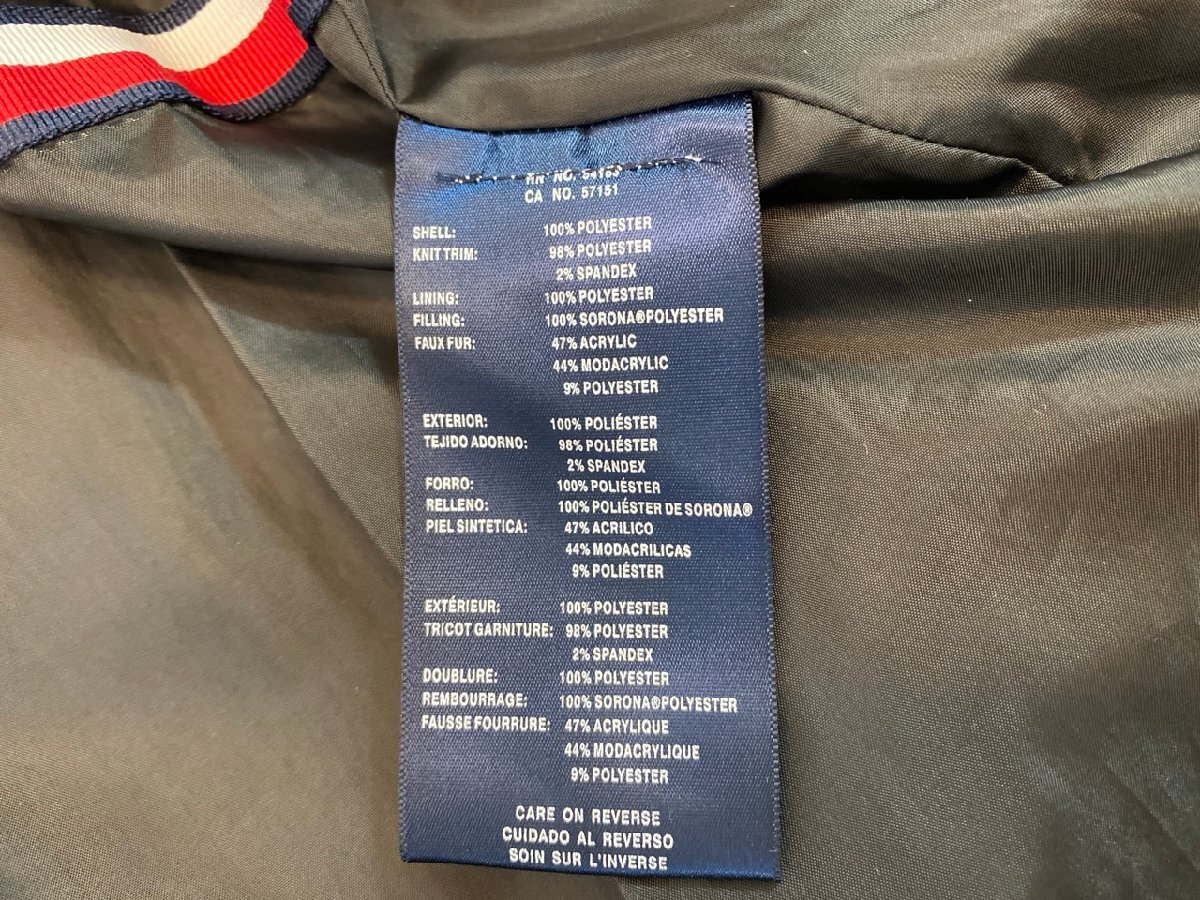 RN NO.
CA NO. 57151
SHELL: 100% POLYESTER
KNIT TRIM: 98% POLYESTER
2% SPANDEX
LINING: 100% POLYESTER
FILLING: 100% SORONA®POLYESTER
FAUX FUR: 47% ACRYLIC
44% MODACRYLIC
9% POLYESTER
EXTERIOR: 100% POLIÉSTER
TEJIDO ADORNO: 98% POLIÉSTER
2% SPANDEX
FORRO: 100% POLIÉSTER
RELLENO: 100% POLIÉSTER DE SORONA®
PIEL SINTETICA: 47% ACRILICO
44% MODACRILICAS
9% POLIÉSTER
EXTÉRIEUR: 100% POLYESTER
TRICOT GARNITURE: 98% POLYESTER
2% SPANDEX
DOUBLURE: 100% POLYESTER
REMBOURRAGE: 100% SORONA®POLYESTER
FAUSSE FOURRURE: 47% ACRYLIQUE
44% MODACRYLIQUE
9% POLYESTER
CARE ON REVERSE
CUIDADO AL REVERSO
SOIN SUR L'INVERSE